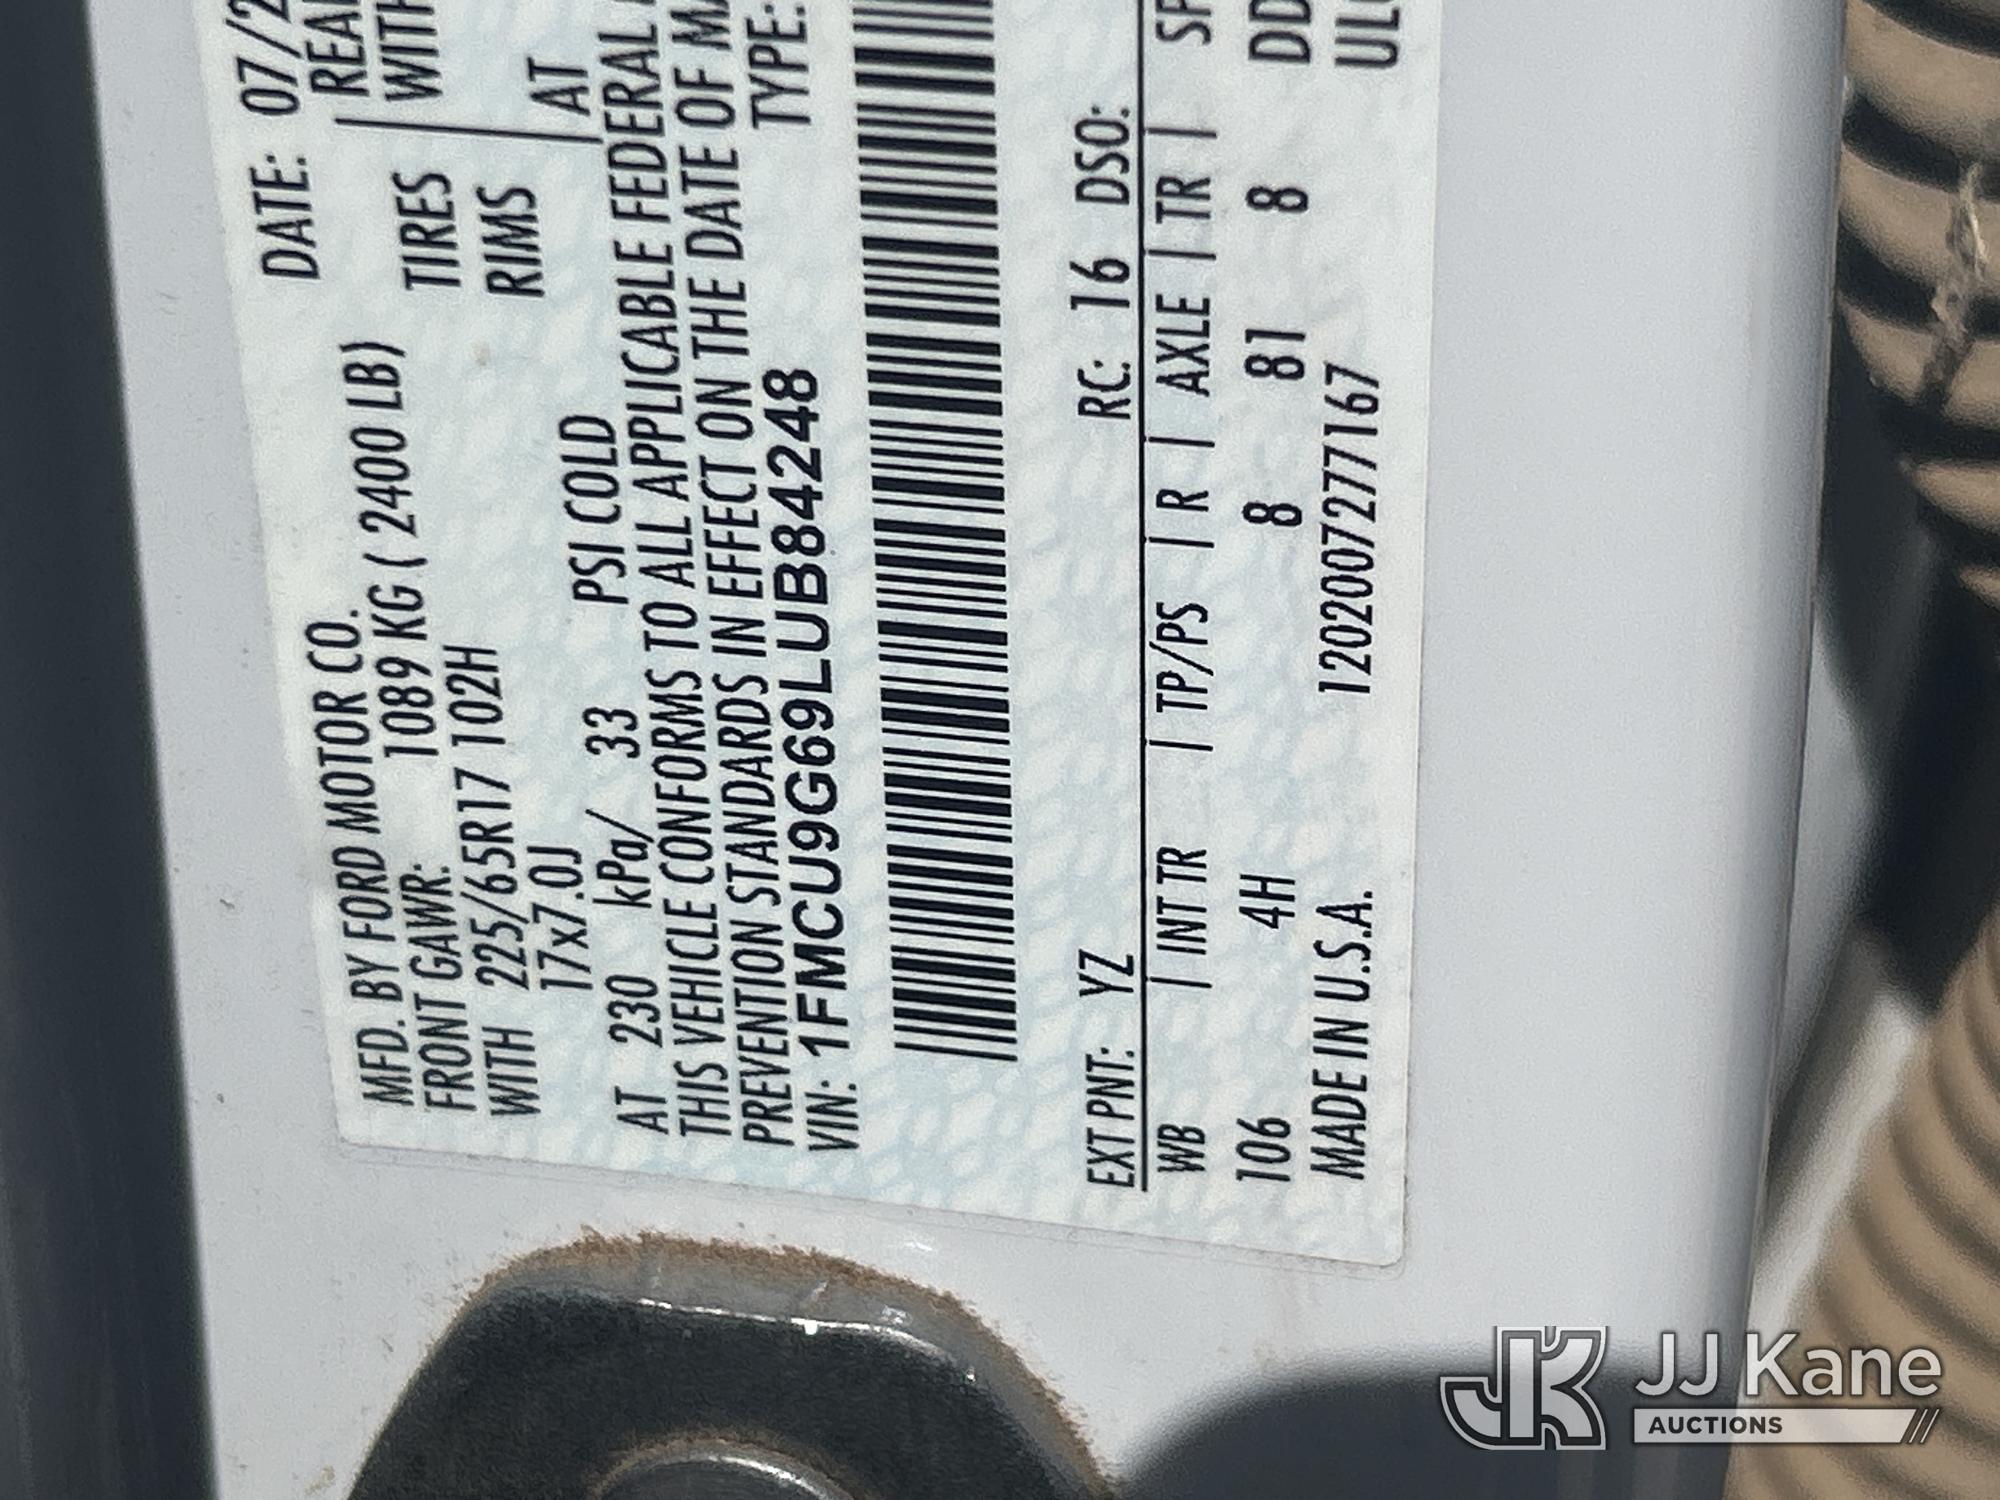 MFD. BY FORD MOTOR CO. DATE: 07/2
FRONT GAWR: 1089 KG ( 2400 LB)
WITH 225/65R17 102H TIRES WITH
17x7.0J RIMS
AT 230 kPa/ 33 PSI COLD AT
THIS VEHICLE CONFORMS TO ALL APPLICABLE FEDERAL
PREVENTION STANDARDS IN EFFECT ON THE DATE OF
VIN: 1FMCU9G69LUB84248 TYPE:
EXT PNT: YZ RC: 16 DSO:
WB | INT TR | TP/PS | R | AXLE | TR |
106 4H 8 81 8
MADE IN U.S.A. 1202007277167
JK JJ Kane
AUCTIONS